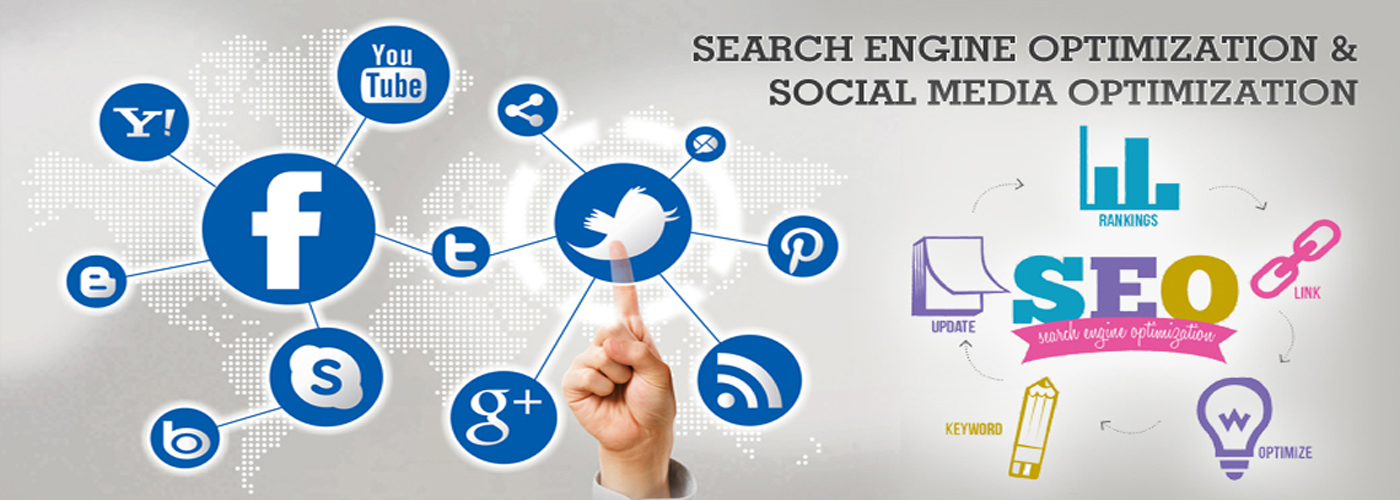 SEARCH ENGINE OPTIMIZATION &
SOCIAL MEDIA OPTIMIZATION
You
Tube
Y!
f
t
B
S
b
g+
P
RANKINGS
LINK
UPDATE
SEO
search engine optimization
KEYWORD
W
OPTIMIZE